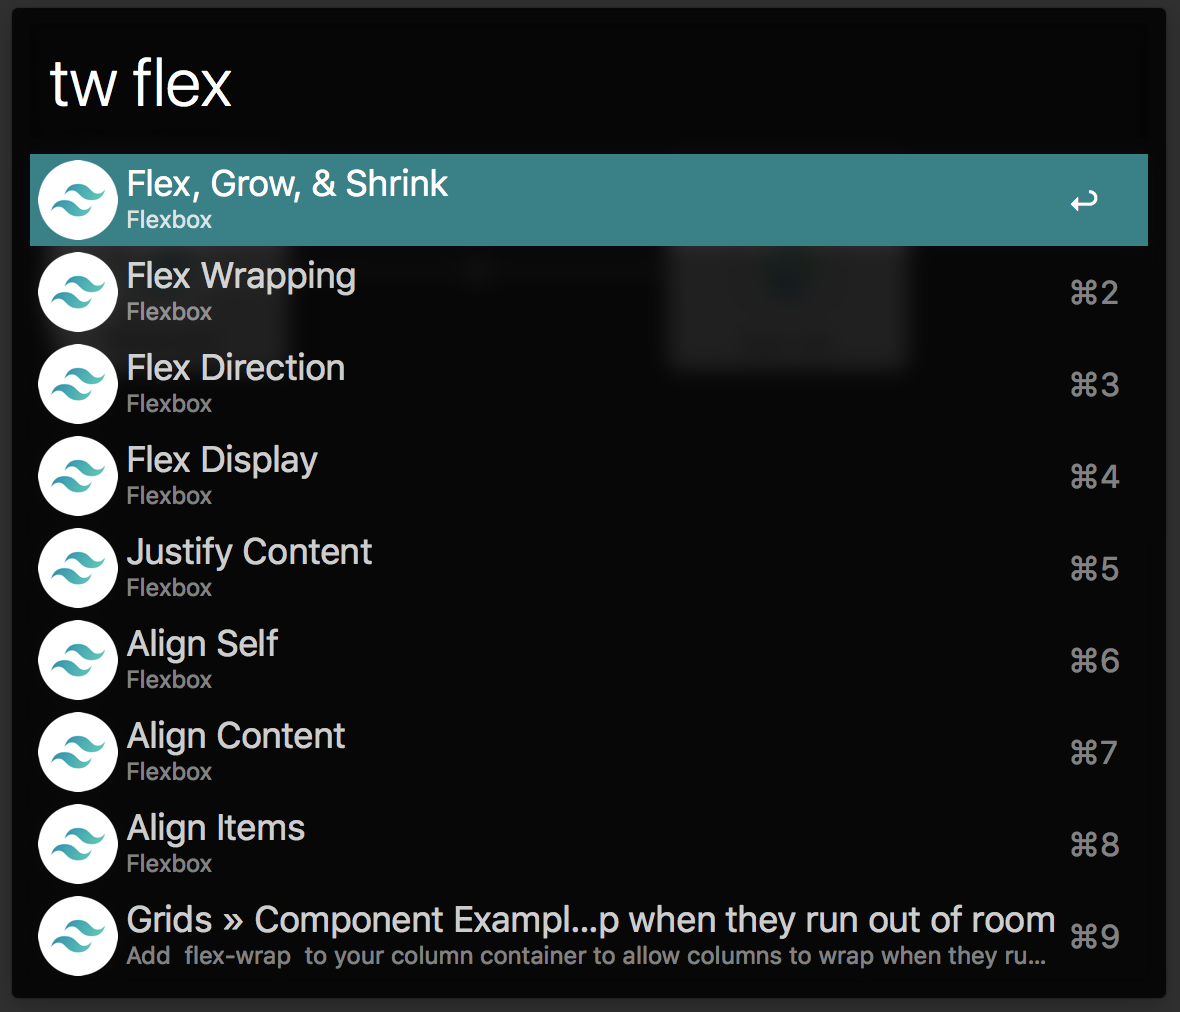 tw flex
Flex, Grow, & Shrink
Flexbox
Flex Wrapping
Flexbox
⌘2
Flex Direction
Flexbox
⌘3
Flex Display
Flexbox
⌘4
Justify Content
Flexbox
⌘5
Align Self
Flexbox
⌘6
Align Content
Flexbox
⌘7
Align Items
Flexbox
⌘8
Grids » Component Exampl...p when they run out of room
Add flex-wrap to your column container to allow columns to wrap when they ru...
⌘9